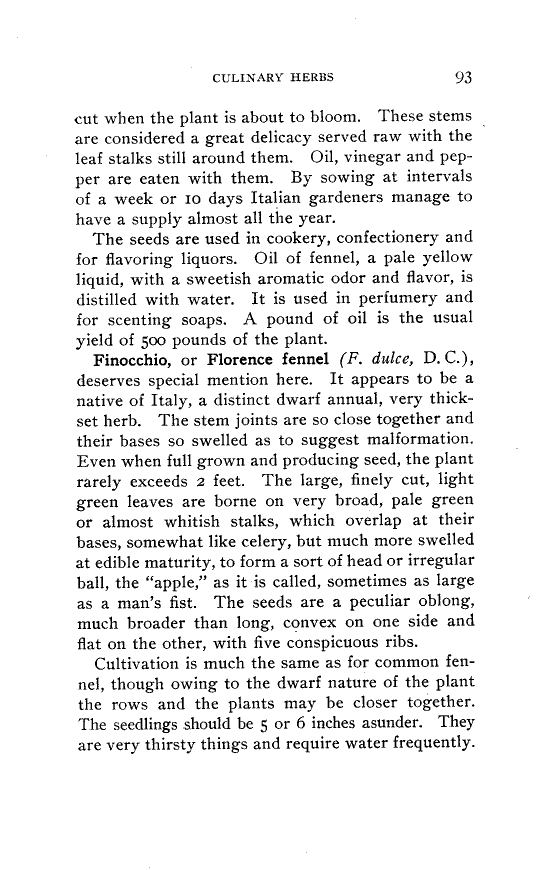 CULINARY HERBS 93
cut when the plant is about to bloom. These stems
are considered a great delicacy served raw with the
leaf stalks still around them. Oil, vinegar and pep-
per are eaten with them. By sowing at intervals
of a week or 10 days Italian gardeners manage to
have a supply almost all the year.
The seeds are used in cookery, confectionery and
for flavoring liquors. Oil of fennel, a pale yellow
liquid, with a sweetish aromatic odor and flavor, is
distilled with water. It is used in perfumery and
for scenting soaps. A pound of oil is the usual
yield of 500 pounds of the plant.
Finocchio, or Florence fennel (F. dulce, D. C.),
deserves special mention here. It appears to be a
native of Italy, a distinct dwarf annual, very thick-
set herb. The stem joints are so close together and
their bases so swelled as to suggest malformation.
Even when full grown and producing seed, the plant
rarely exceeds 2 feet. The large, finely cut, light
green leaves are borne on very broad, pale green
or almost whitish stalks, which overlap at their
bases, somewhat like celery, but much more swelled
at edible maturity, to form a sort of head or irregular
ball, the “apple,” as it is called, sometimes as large
as a man's fist. The seeds are a peculiar oblong,
much broader than long, convex on one side and
flat on the other, with five conspicuous ribs.
Cultivation is much the same as for common fen-
nel, though owing to the dwarf nature of the plant
the rows and the plants may be closer together.
The seedlings should be 5 or 6 inches asunder. They
are very thirsty things and require water frequently.